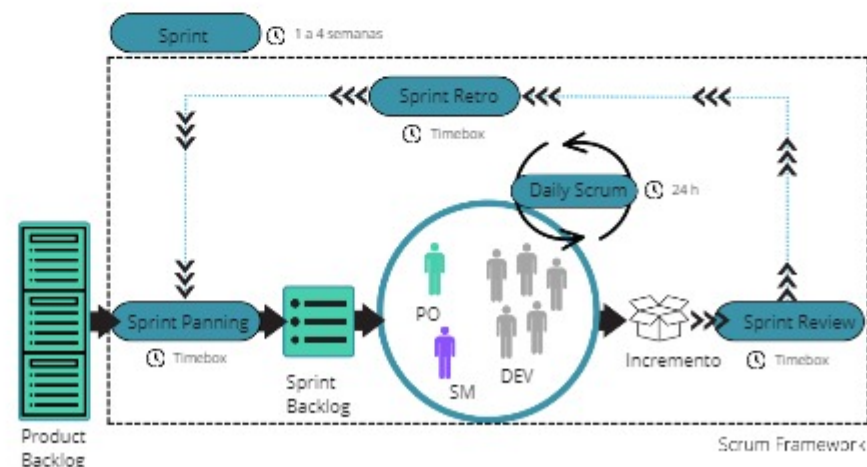 Sprint
1 a 4 semanas
Sprint Retro
Timebox
Daily Scrum
24 h
PO
SM
DEV
Sprint Panning
Timebox
Sprint
Backlog
Incremento
Sprint Review
Timebox
Product
Backlog
Scrum Framework